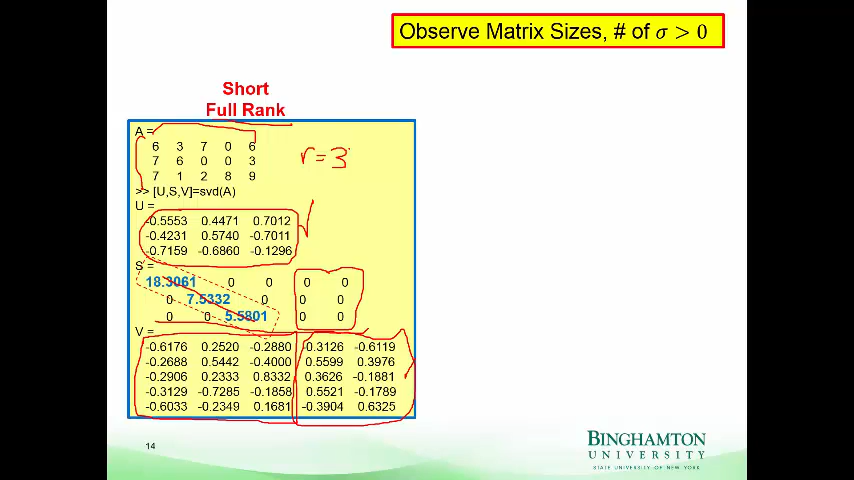 Observe Matrix Sizes, # of σ > 0
Short
Full Rank
A =
6 3 7 0 6
7 6 0 0 3
7 1 2 8 9
r = 3
>> [U,S,V]=svd(A)
U =
-0.5553 0.4471 0.7012
-0.4231 0.5740 -0.7011
-0.7159 -0.6860 -0.1296
S =
18.3061 0 0 0 0
0 7.5332 0 0 0
0 0 5.5801 0 0
V =
-0.6176 0.2520 -0.2880 -0.3126 -0.6119
-0.2688 0.5442 -0.4000 0.5599 0.3976
-0.2906 0.2333 0.8332 0.3626 -0.1881
-0.3129 -0.7285 -0.1858 0.5521 -0.1789
-0.6033 -0.2349 0.1681 -0.3904 0.6325
14
BINGHAMTON
UNIVERSITY
STATE UNIVERSITY OF NEW YORK